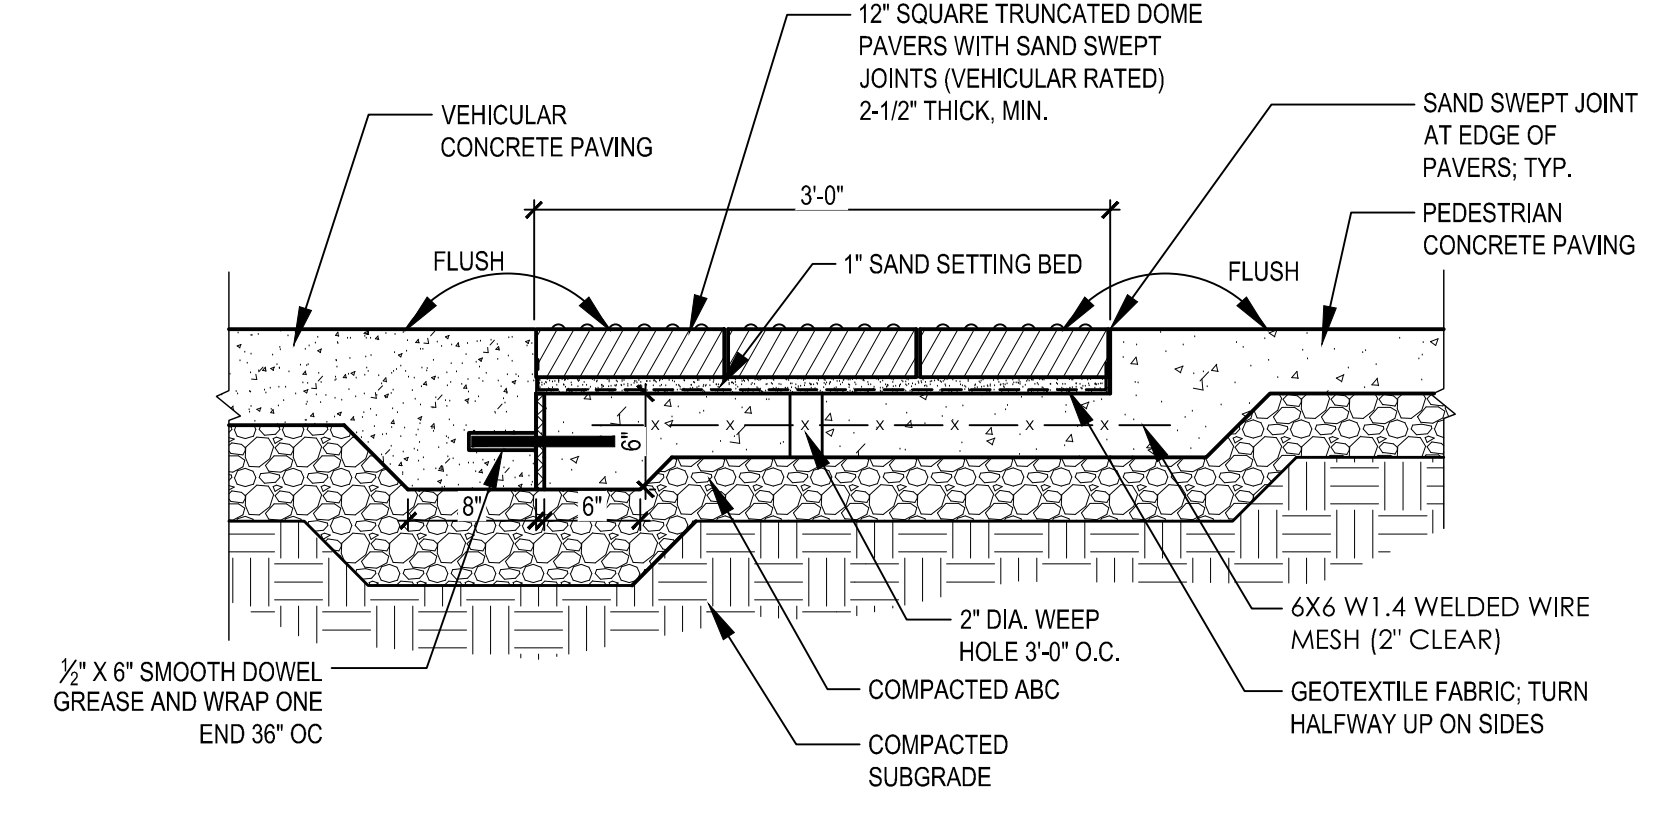 12" SQUARE TRUNCATED DOME
PAVERS WITH SAND SWEPT
JOINTS (VEHICULAR RATED)
2-1/2" THICK, MIN.
VEHICULAR
CONCRETE PAVING
SAND SWEPT JOINT
AT EDGE OF
PAVERS; TYP.
3'-0"
PEDESTRIAN
CONCRETE PAVING
FLUSH
1" SAND SETTING BED
FLUSH
X X X X X X X
6"
8"
6"
6X6 W1.4 WELDED WIRE
MESH (2" CLEAR)
2" DIA. WEEP
HOLE 3'-0" O.C.
½" X 6" SMOOTH DOWEL
GREASE AND WRAP ONE
END 36" OC
COMPACTED ABC
GEOTEXTILE FABRIC; TURN
HALFWAY UP ON SIDES
COMPACTED
SUBGRADE